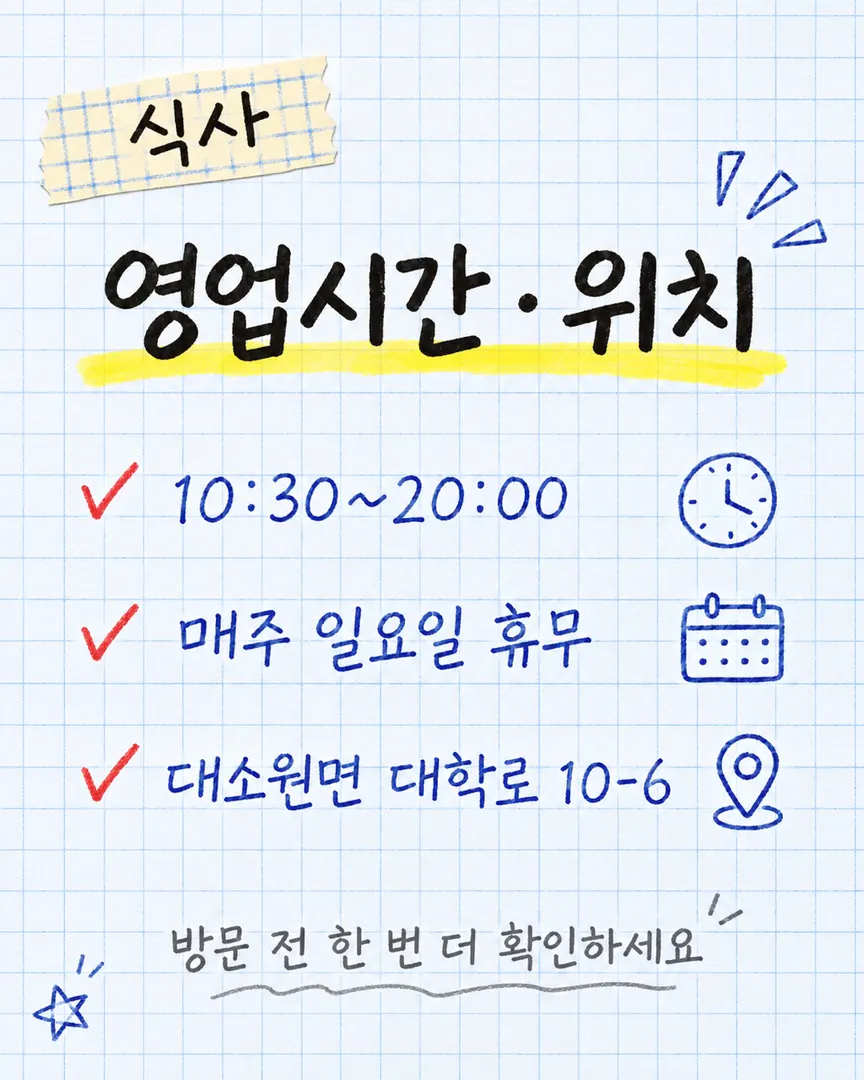 식사
영업시간 · 위치
10:30~20:00
매주 일요일 휴무
대소원면 대학로 10-6
방문 전 한 번 더 확인하세요